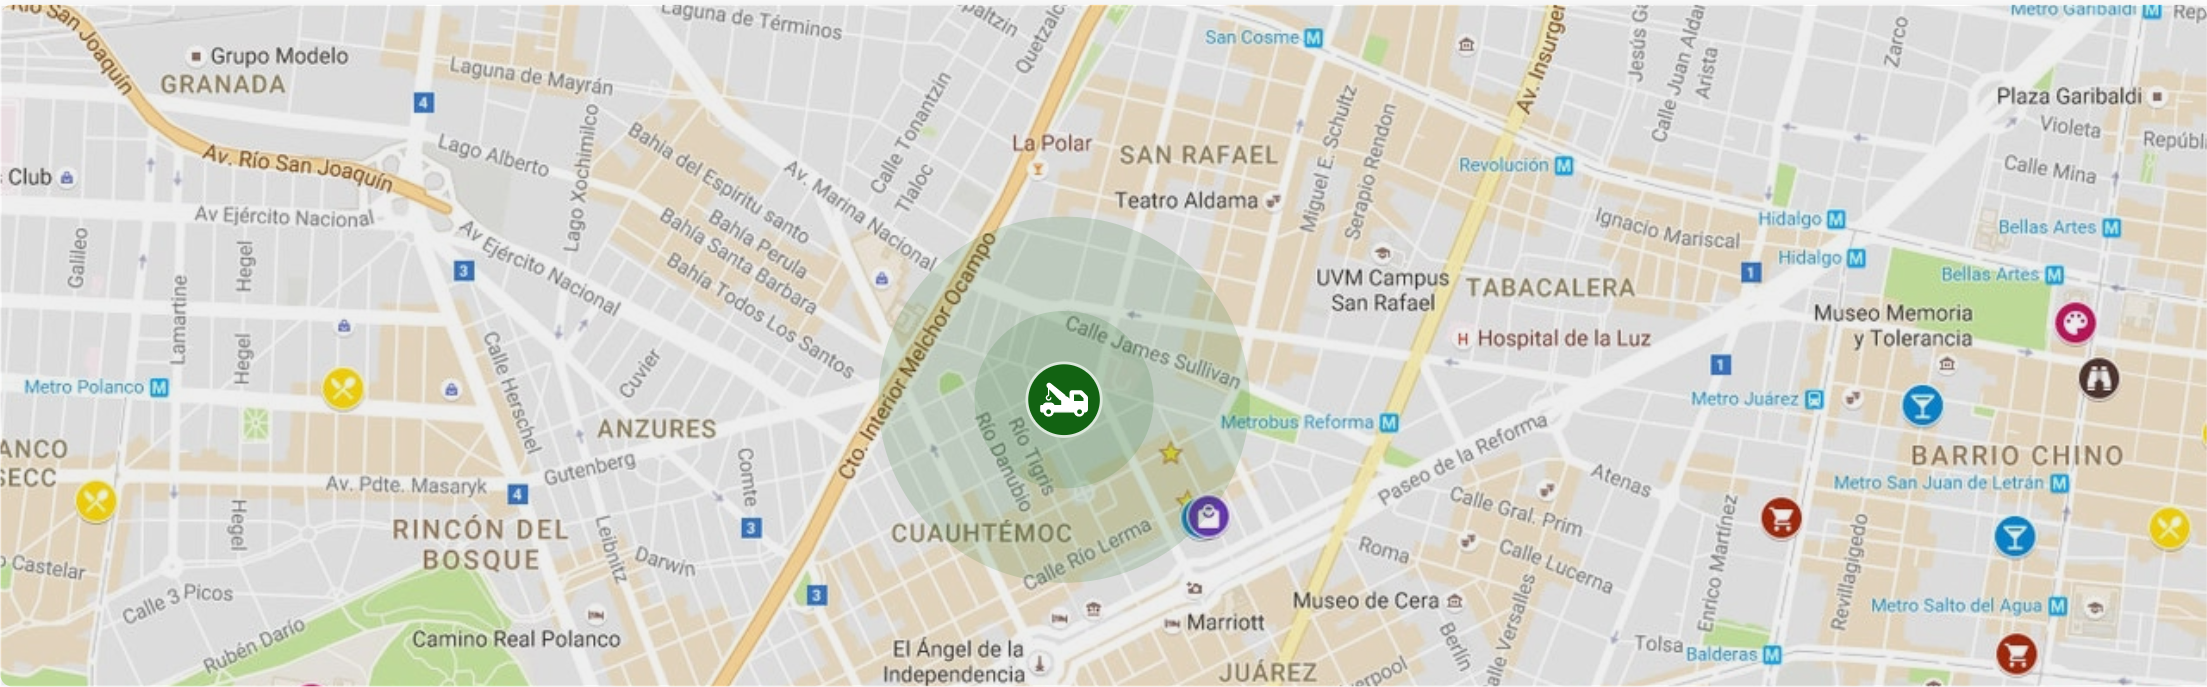 RÍO San Joaquín
Grupo Modelo
GRANADA
4
Laguna de Mayrán
Laguna de Términos
Quetzalc
San Cosme
Av. Insurger
Jesús G
Calle Juan Aldar
Arista
Zarco
Metro Garibaldi
Rep
Plaza Garibaldi
Violeta
Repúbl
Calle Mina
Club
Av. Río San Joaquín
Lago Alberto
Lago Xochimilco
Bahía del Espiritu santo
Bahía Perula
Bahía Santa Barbara
Bahía Todos Los Santos
Av. Marina Nacional
Calle Tonantzin
Tlaloc
La Polar
SAN RAFAEL
Teatro Aldama
Miguel E. Schultz
Serapio Rendon
Revolución
Ignacio Mariscal
Hidalgo
Hidalgo
Bellas Artes
Bellas Artes
Av Ejército Nacional
Av Ejército Nacional
Galileo
Hegel
Lamartine
3
Cto. Interior Melchor Ocampo
UVM Campus
San Rafael
TABACALERA
1
Museo Memoria
y Tolerancia
Hospital de la Luz
H
Calle James Sullivan
Hegel
Calle Herschel
Cuvier
Metro Polanco
1
Metro Juárez
Metrobus Reforma
ANZURES
Río Tigris
Río Danubio
Paseo de la Reforma
BARRIO CHINO
ANCO
SECC
Gutenberg
Av. Pdte. Masaryk
4
Comte
Atenas
Metro San Juan de Letrán
Hegel
RINCÓN DEL
BOSQUE
Leibnitz
3
CUAUHTÉMOC
Calle Río Lerma
Calle Gral. Prim
Enrico Martínez
Revillagigedo
Darwin
Roma
Calle Lucerna
Castelar
Calle 3 Picos
3
Museo de Cera
Calle Versalles
Metro Salto del Agua
Marriott
Rubén Darío
Camino Real Polanco
El Ángel de la
Independencia
Berlín
Tolsa
Balderas
JUÁREZ
erpool